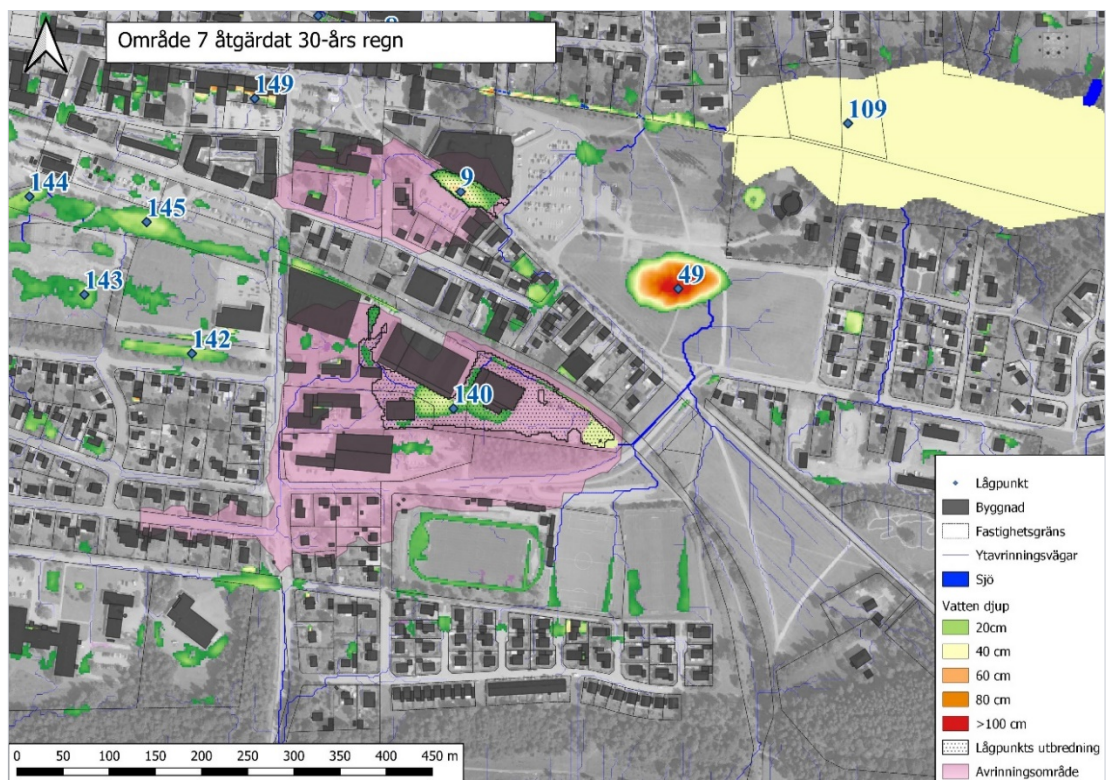 Område 7 åtgärdat 30-års regn
149
109
144
9
145
143
49
142
140
Lågpunkt
Byggnad
Fastighetsgräns
Ytavrinningsvägar
Sjö
Vatten djup
20cm
40 cm
60 cm
80 cm
>100 cm
Lågpunkts utbredning
Avrinningsområde
0 50 100 150 200 250 300 350 400 450 m